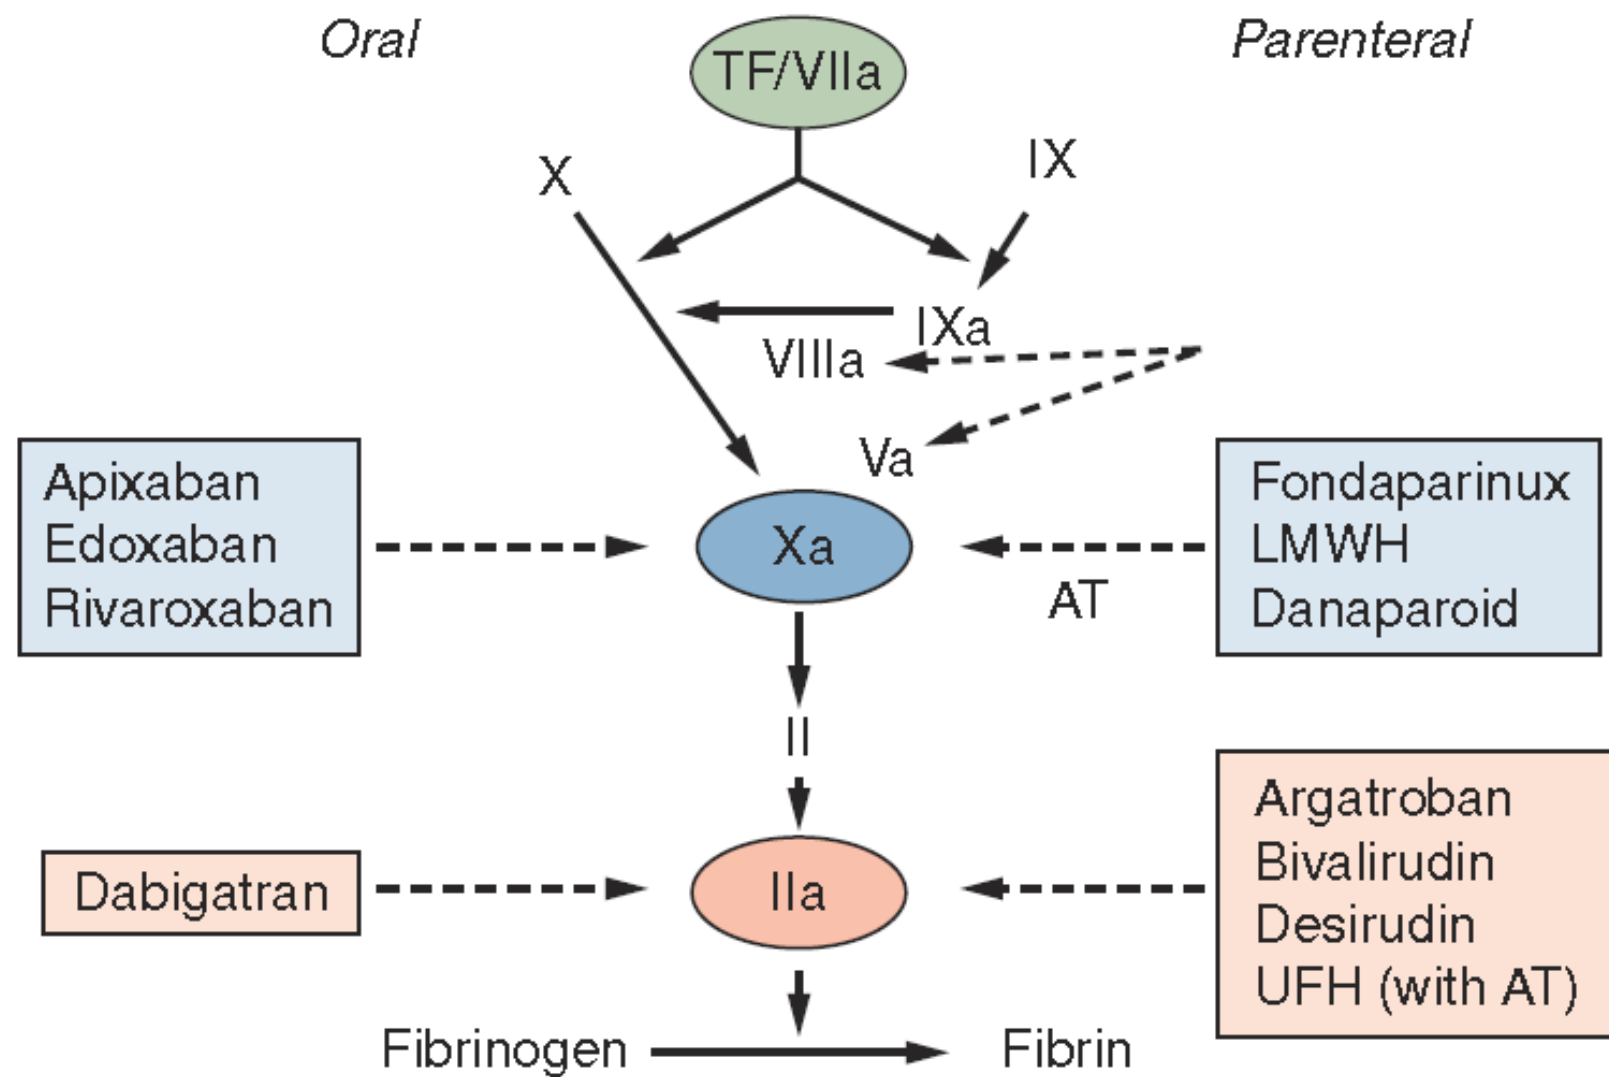 Oral
Parenteral
TF/VIIa
X
IX
IXa
VIIIa
Va
Apixaban
Edoxaban
Rivaroxaban
Xa
AT
Fondaparinux
LMWH
Danaparoid
II
Dabigatran
IIa
Argatroban
Bivalirudin
Desirudin
UFH (with AT)
Fibrinogen
Fibrin